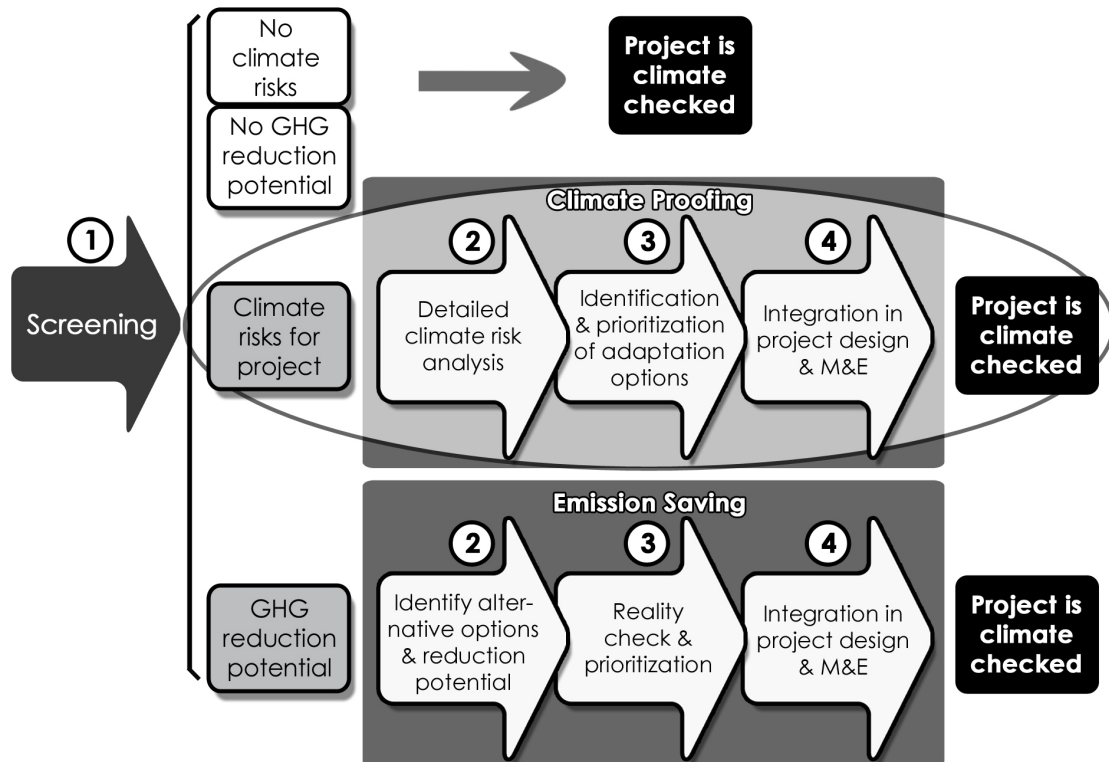 No
climate
risks
Project is
climate
checked
No GHG
reduction
potential
Climate Proofing
1
2
3
4
Screening
Climate
risks for
project
Detailed
climate risk
analysis
Identification
& prioritization
of adaptation
options
Integration in
project design
& M&E
Project is
climate
checked
Emission Saving
2
3
4
GHG
reduction
potential
Identify alter-
native options
& reduction
potential
Reality
check &
prioritization
Integration in
project design
& M&E
Project is
climate
checked